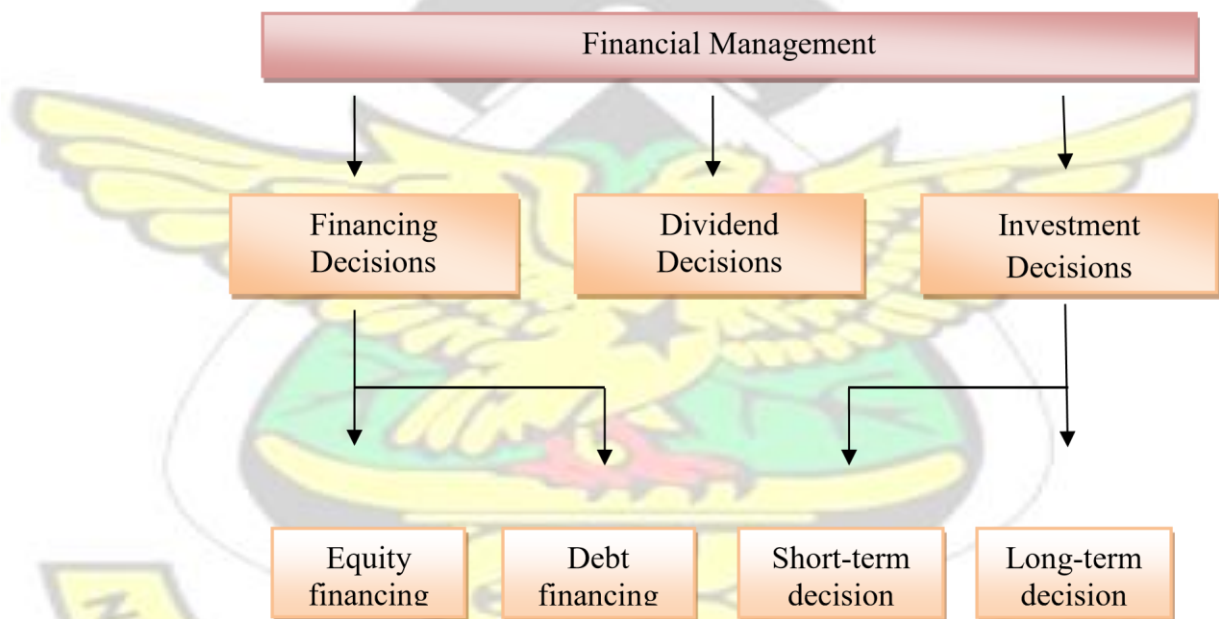 Financial Management
Financing
Decisions
Dividend
Decisions
Investment
Decisions
Equity
financing
Debt
financing
Short-term
decision
Long-term
decision
N